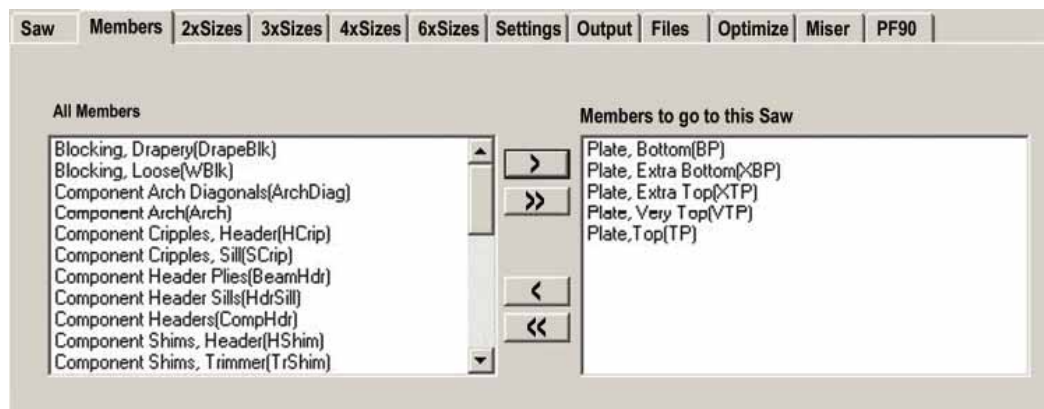 Saw Members 2xSizes 3xSizes 4xSizes 6xSizes Settings Output Files Optimize Miser PF90
All Members
Blocking, Drapery(DrapeBlk)
Blocking, Loose(WBlk)
Component Arch Diagonals(ArchDiag)
Component Arch(Arch)
Component Cripples, Header(HCrip)
Component Cripples, Sill(SCrip)
Component Header Plies(BeamHdr)
Component Header Sills(HdrSill)
Component Headers(CompHdr)
Component Shims, Header(HShim)
Component Shims, Trimmer(TrShim)
>
>>
<
<<
Members to go to this Saw
Plate, Bottom(BP)
Plate, Extra Bottom(XBP)
Plate, Extra Top(XTP)
Plate, Very Top(VTP)
Plate,Top(TP)